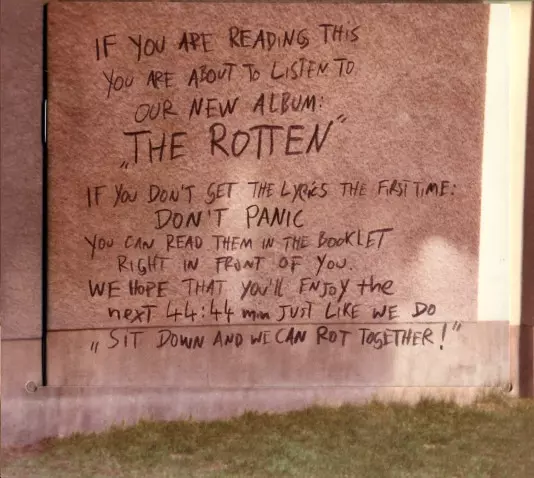 IF YOU ARE READING THIS
YOU ARE ABOUT TO LISTEN TO
OUR NEW ALBUM:
„THE ROTTEN“
IF YOU DON'T GET THE LYRICS THE FIRST TIME:
DON'T PANIC
YOU CAN READ THEM IN THE BOOKLET
RIGHT IN FRONT OF YOU.
WE HOPE THAT YOU'LL ENJOY the
next 44:44 min JUST LIKE WE DO
„SIT DOWN AND WE CAN ROT TOGETHER!“